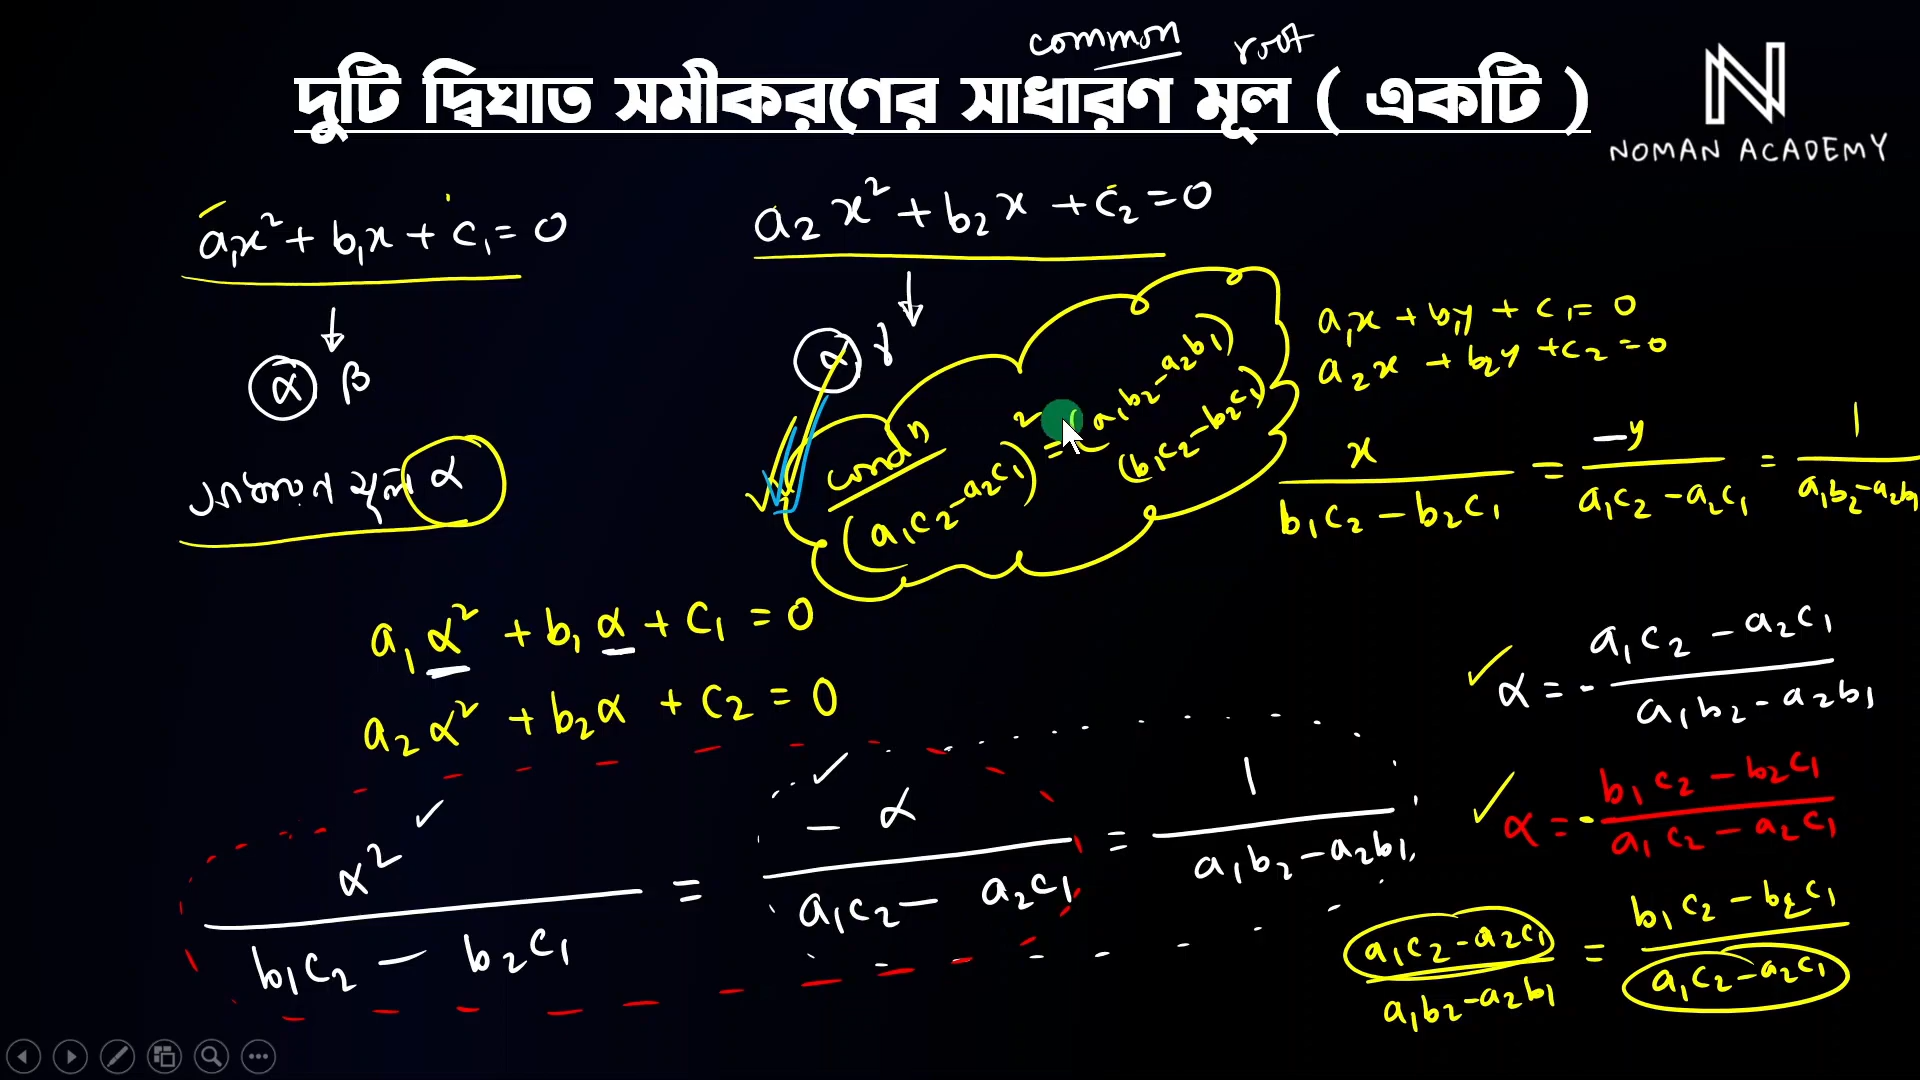 common root
দুটি দ্বিঘাত সমীকরণের সাধারণ মূল ( একটি )
NOMAN ACADEMY
a₁x² + b₁x + c₁ = 0
a₂x² + b₂x + c₂ = 0
α β
α γ
সাধারণ মূল α
condⁿ
(a₁c₂ - a₂c₁)² = (a₁b₂ - a₂b₁)
(b₁c₂ - b₂c₁)
a₁x + b₁y + c₁ = 0
a₂x + b₂y + c₂ = 0
x/(b₁c₂ - b₂c₁) = -y/(a₁c₂ - a₂c₁) = 1/(a₁b₂ - a₂b₁
a₁α² + b₁α + c₁ = 0
a₂α² + b₂α + c₂ = 0
α²/(b₁c₂ - b₂c₁) = -α/(a₁c₂ - a₂c₁) = 1/(a₁b₂ - a₂b₁)
α = - (a₁c₂ - a₂c₁)/(a₁b₂ - a₂b₁)
α = - (b₁c₂ - b₂c₁)/(a₁c₂ - a₂c₁)
(a₁c₂ - a₂c₁)/(a₁b₂ - a₂b₁) = (b₁c₂ - b₂c₁)/(a₁c₂ - a₂c₁)